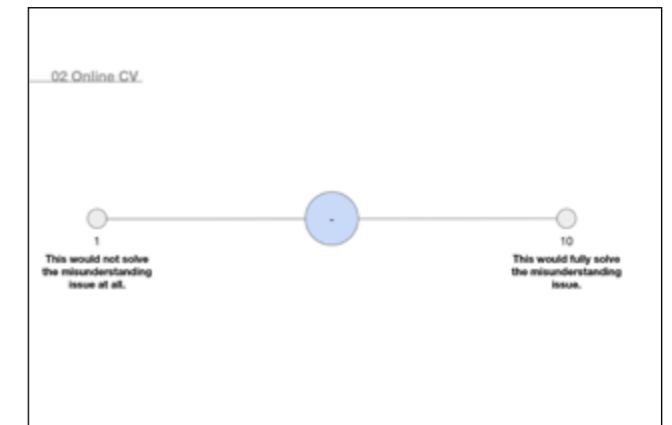 02 Online CV
-
1
This would not solve
the misunderstanding
issue at all.
10
This would fully solve
the misunderstanding
issue.